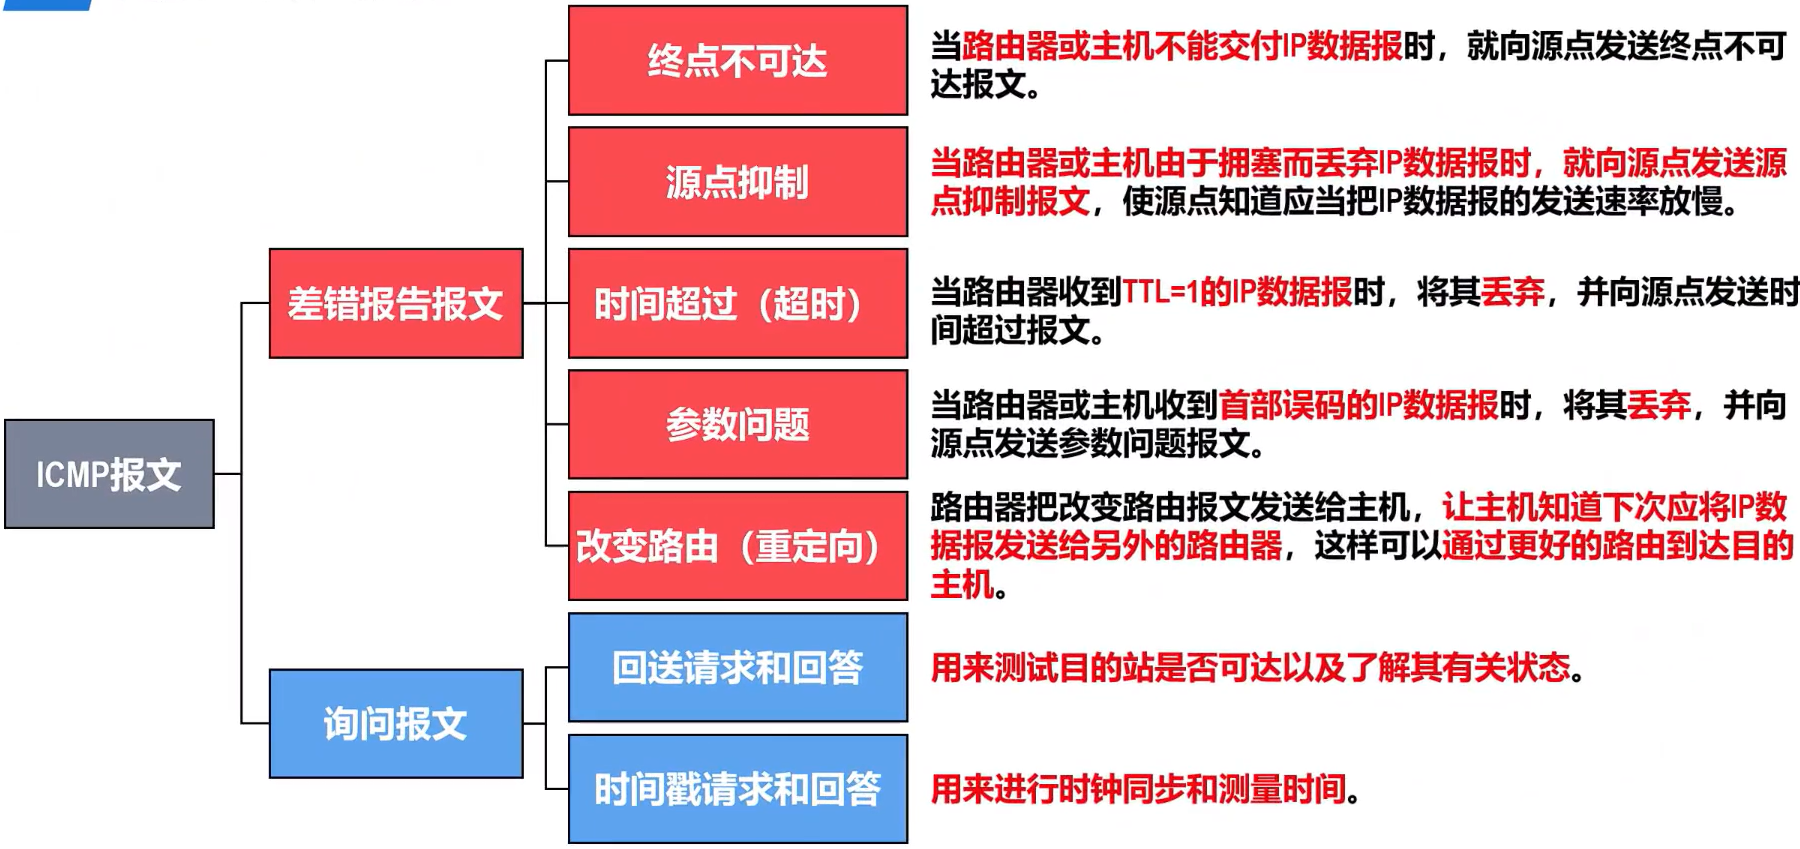 终点不可达
当路由器或主机不能交付IP数据报时，就向源点发送终点不可
达报文。
源点抑制
当路由器或主机由于拥塞而丢弃IP数据报时，就向源点发送源
点抑制报文，使源点知道应当把IP数据报的发送速率放慢。
差错报告报文
时间超过（超时）
当路由器收到TTL=1的IP数据报时，将其丢弃，并向源点发送时
间超过报文。
参数问题
当路由器或主机收到首部误码的IP数据报时，将其丢弃，并向
源点发送参数问题报文。
ICMP报文
改变路由（重定向）
路由器把改变路由报文发送给主机，让主机知道下次应将IP数
据报发送给另外的路由器，这样可以通过更好的路由到达目的
主机。
询问报文
回送请求和回答
用来测试目的站是否可达以及了解其有关状态。
时间戳请求和回答
用来进行时钟同步和测量时间。